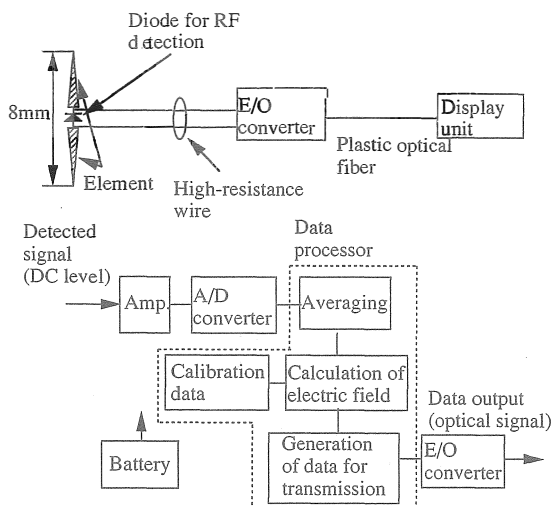 Diode for RF
detection
8mm
E/O
converter
Display
unit
Plastic optical
fiber
Element
High-resistance
wire
Detected
signal
(DC level)
Data
processor
Amp.
A/D
converter
Averaging
Calibration
data
Calculation of
electric field
Data output
(optical signal)
Battery
Generation
of data for
transmission
E/O
converter